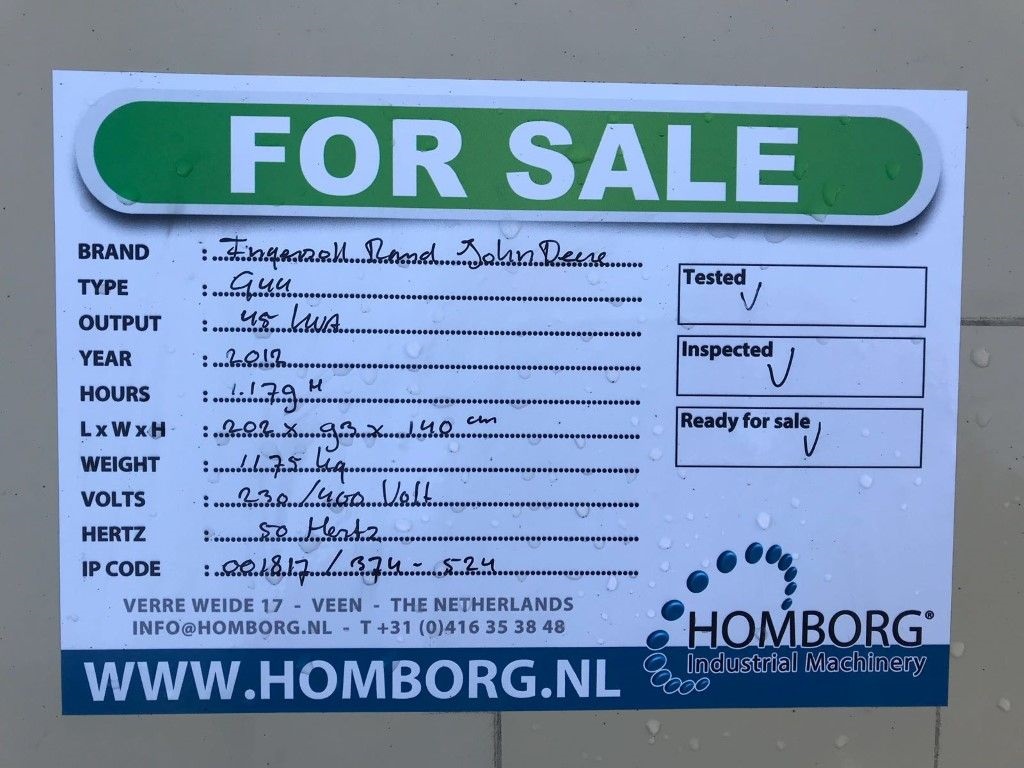 FOR SALE
BRAND : Ingersoll Rand John Deere
TYPE : G44
OUTPUT : 45 kVA
YEAR : 2012
HOURS : 1.179 H
L x W x H : 202 x 93 x 140 cm
WEIGHT : 1175 kg
VOLTS : 230/400 Volt
HERTZ : 50 Hertz
IP CODE : 001817 / 374 - 524
Tested ✓
Inspected ✓
Ready for sale ✓
VERRE WEIDE 17 - VEEN - THE NETHERLANDS
INFO@HOMBORG.NL - T +31 (0)416 35 38 48
WWW.HOMBORG.NL
HOMBORG®
Industrial Machinery